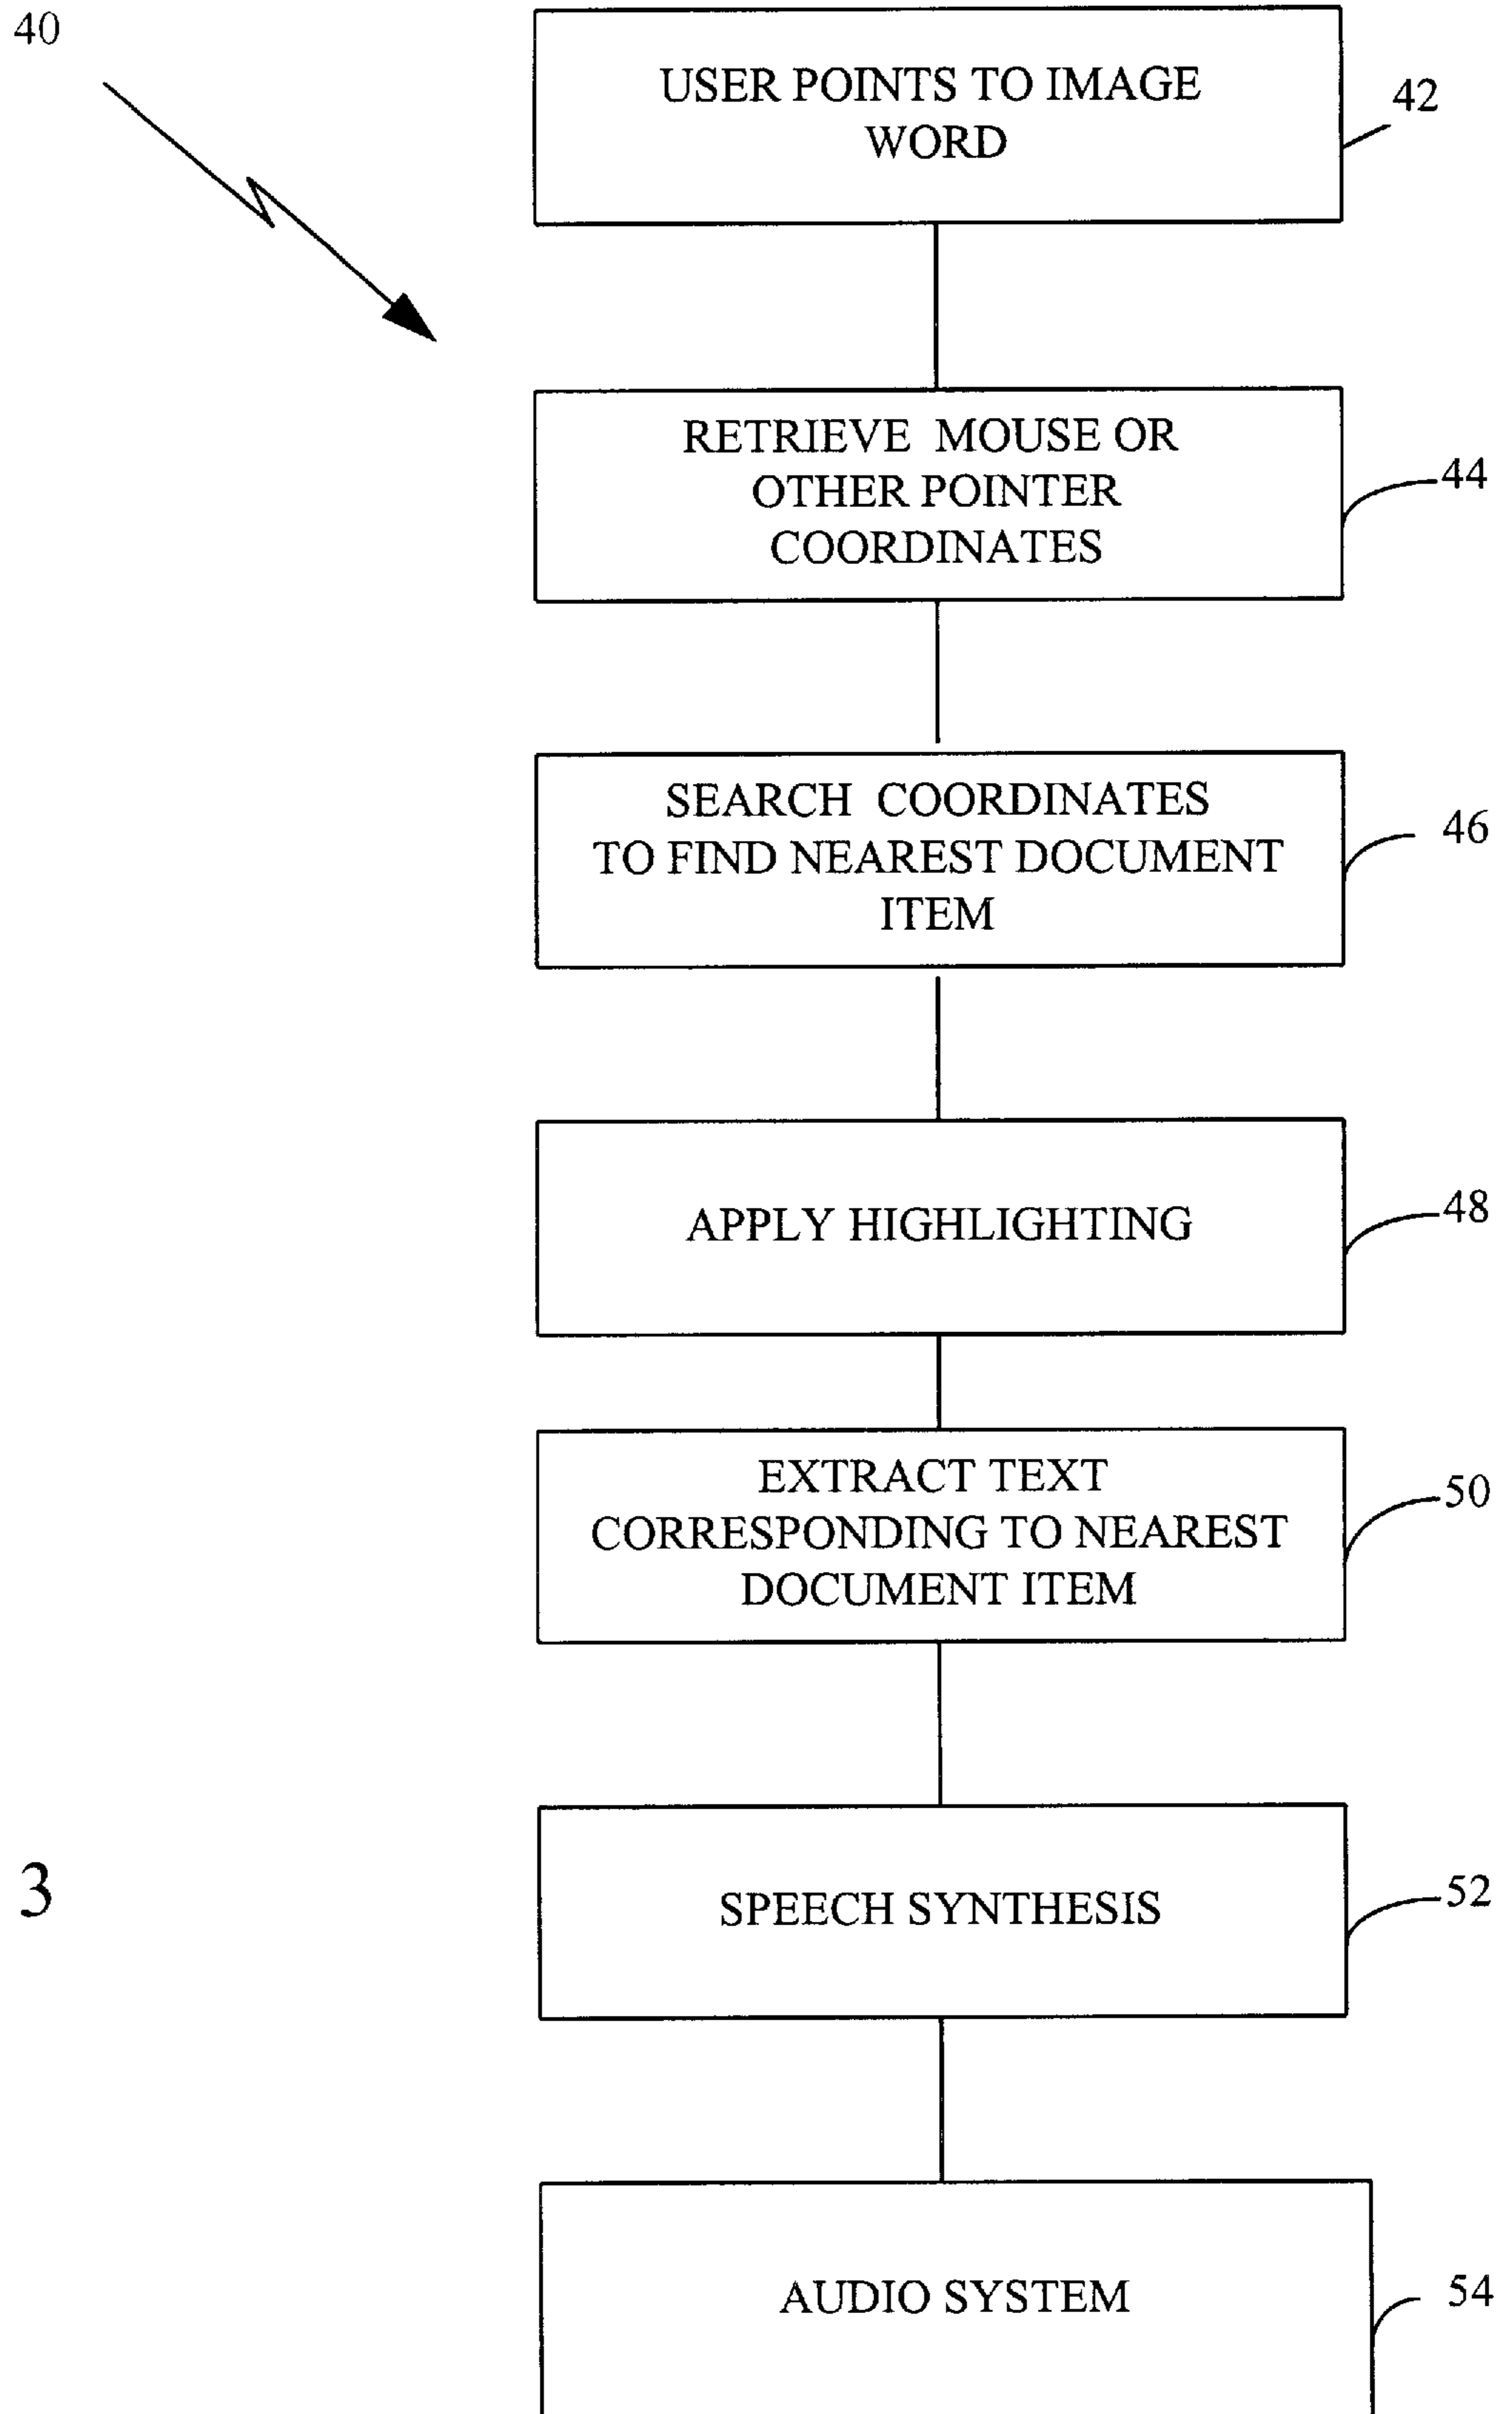 40
USER POINTS TO IMAGE
WORD
42
RETRIEVE MOUSE OR
OTHER POINTER
COORDINATES
44
SEARCH COORDINATES
TO FIND NEAREST DOCUMENT
ITEM
46
APPLY HIGHLIGHTING
48
EXTRACT TEXT
CORRESPONDING TO NEAREST
DOCUMENT ITEM
50
3
SPEECH SYNTHESIS
52
AUDIO SYSTEM
54